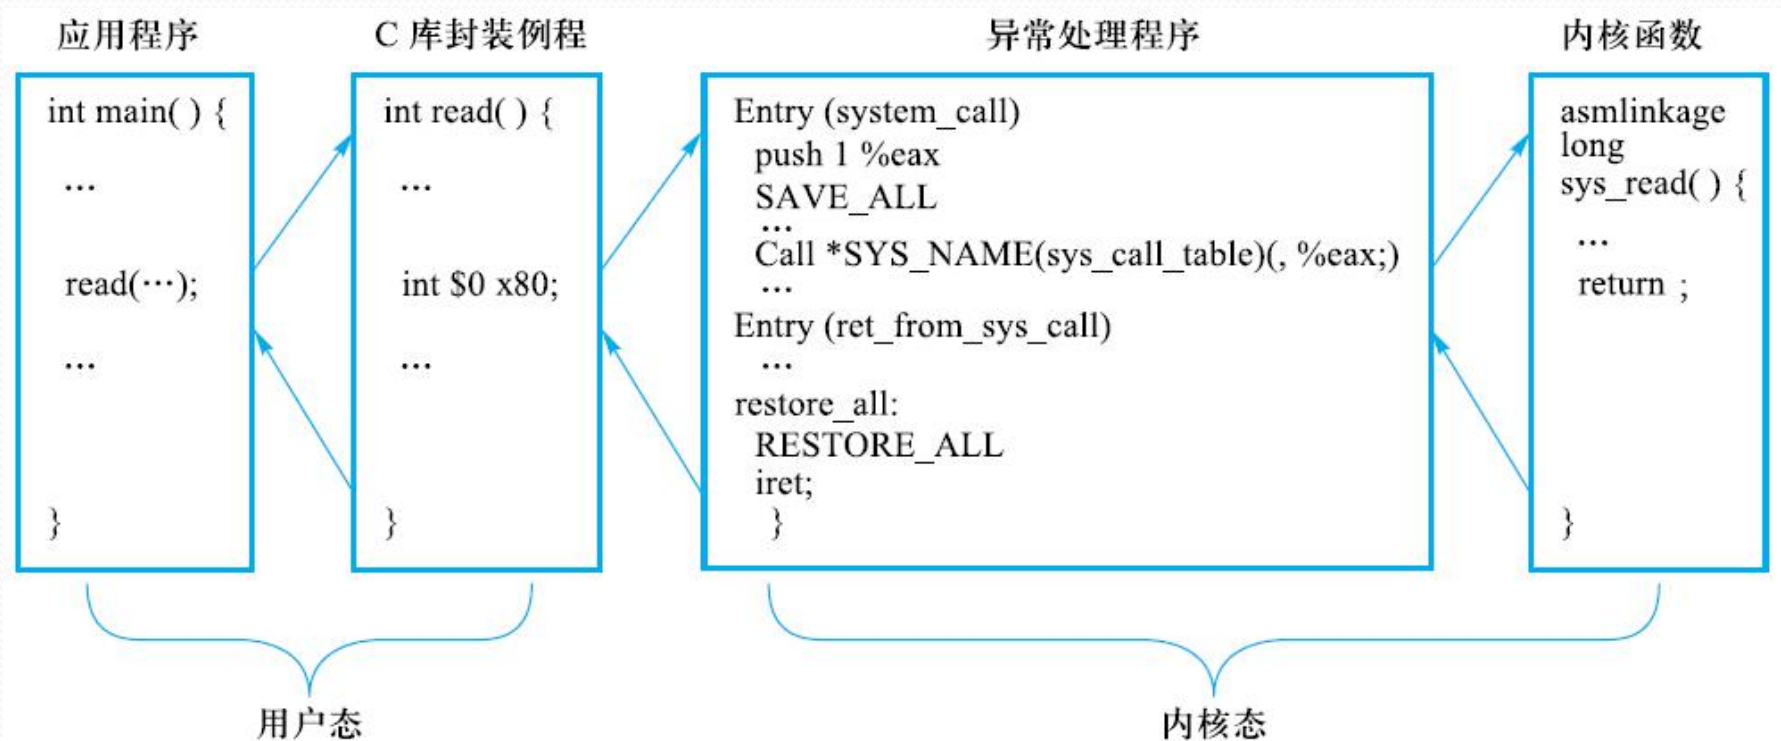 应用程序
int main( ) {
...
read(···);
...
}
C 库封装例程
int read( ) {
...
int $0 x80;
...
}
异常处理程序
Entry (system_call)
push 1 %eax
SAVE_ALL
...
Call *SYS_NAME(sys_call_table)(, %eax;)
...
Entry (ret_from_sys_call)
...
restore_all:
RESTORE_ALL
iret;
}
内核函数
asmlinkage
long
sys_read( ) {
...
return ;
}
用户态
内核态